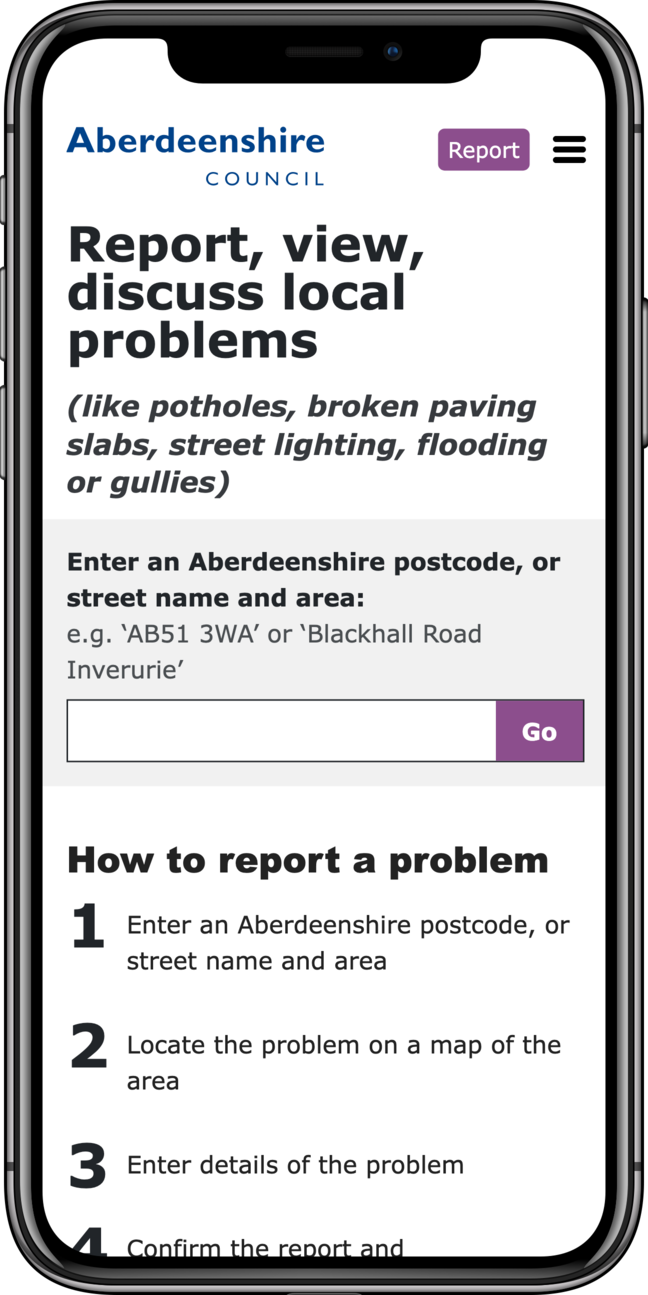 Aberdeenshire
COUNCIL
Report
Report, view,
discuss local
problems
(like potholes, broken paving
slabs, street lighting, flooding
or gullies)
Enter an Aberdeenshire postcode, or
street name and area:
e.g. ‘AB51 3WA’ or ‘Blackhall Road
Inverurie’
Go
How to report a problem
1 Enter an Aberdeenshire postcode, or
street name and area
2 Locate the problem on a map of the
area
3 Enter details of the problem
4 Confirm the report and